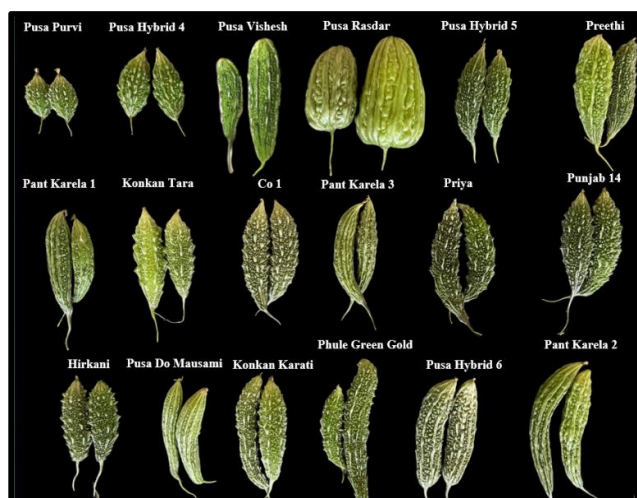 Pusa Purvi
Pusa Hybrid 4
Pusa Vishesh
Pusa Rasdar
Pusa Hybrid 5
Preethi
Pant Karela 1
Konkan Tara
Co 1
Pant Karela 3
Priya
Punjab 14
Hirkani
Pusa Do Mausami
Konkan Karati
Phule Green Gold
Pusa Hybrid 6
Pant Karela 2